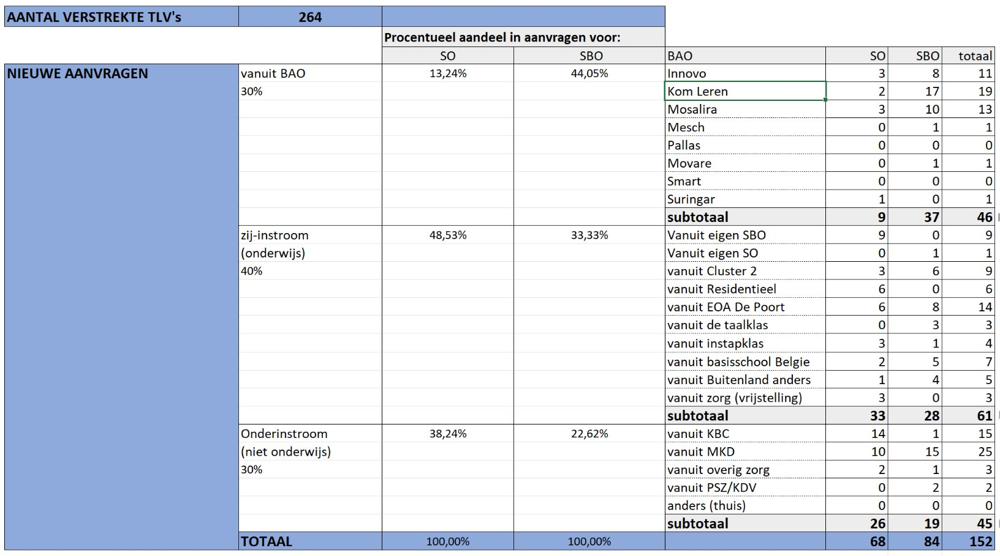 AANTAL VERSTREKTE TLV's 264
Procentueel aandeel in aanvragen voor:
SO SBO BAO SO SBO totaal
NIEUWE AANVRAGEN vanuit BAO 13,24% 44,05% Innovo 3 8 11
30% Kom Leren 2 17 19
Mosalira 3 10 13
Mesch 0 1 1
Pallas 0 0 0
Movare 0 1 1
Smart 0 0 0
Suringar 1 0 1
subtotaal 9 37 46
zij-instroom 48,53% 33,33% Vanuit eigen SBO 9 0 9
(onderwijs) Vanuit eigen SO 0 1 1
40% vanuit Cluster 2 3 6 9
vanuit Residentieel 6 0 6
vanuit EOA De Poort 6 8 14
vanuit de taalklas 0 3 3
vanuit instapklas 3 1 4
vanuit basisschool Belgie 2 5 7
vanuit Buitenland anders 1 4 5
vanuit zorg (vrijstelling) 3 0 3
subtotaal 33 28 61
Onderinstroom 38,24% 22,62% vanuit KBC 14 1 15
(niet onderwijs) vanuit MKD 10 15 25
30% vanuit overig zorg 2 1 3
vanuit PSZ/KDV 0 2 2
anders (thuis) 0 0 0
subtotaal 26 19 45
TOTAAL 100,00% 100,00% 68 84 152